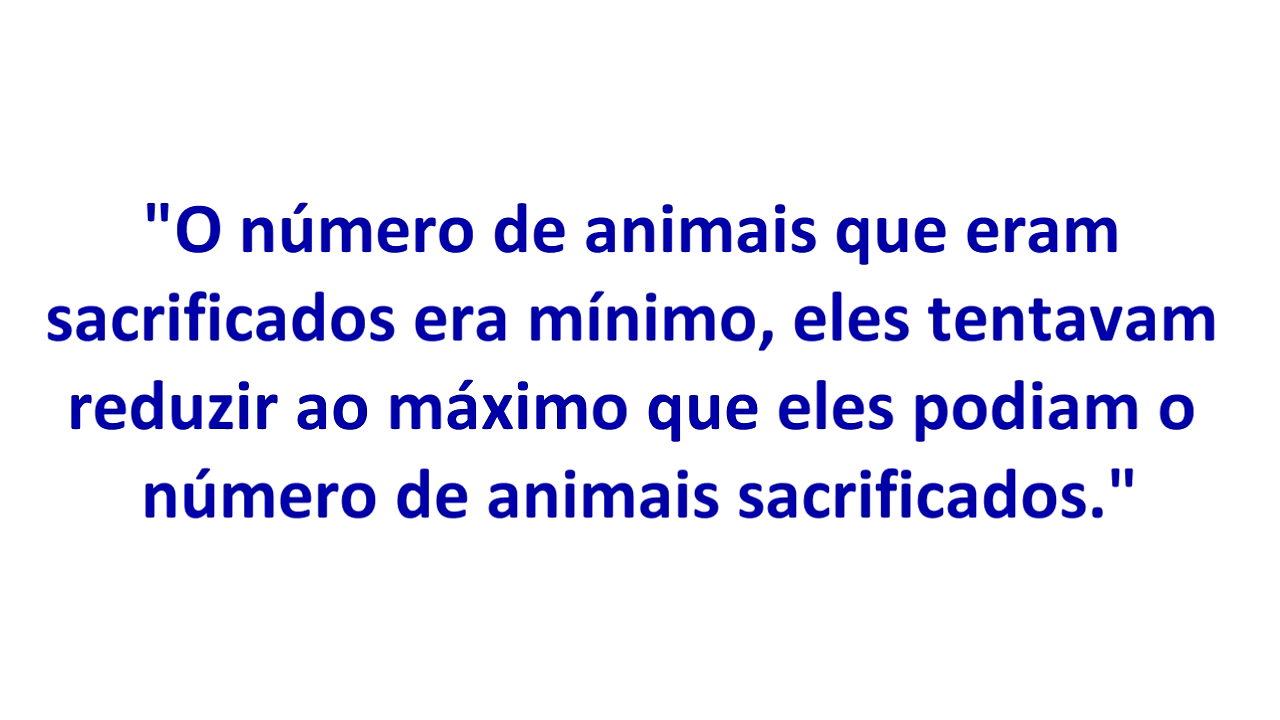 "O número de animais que eram
sacrificados era mínimo, eles tentavam
reduzir ao máximo que eles podiam o
número de animais sacrificados."